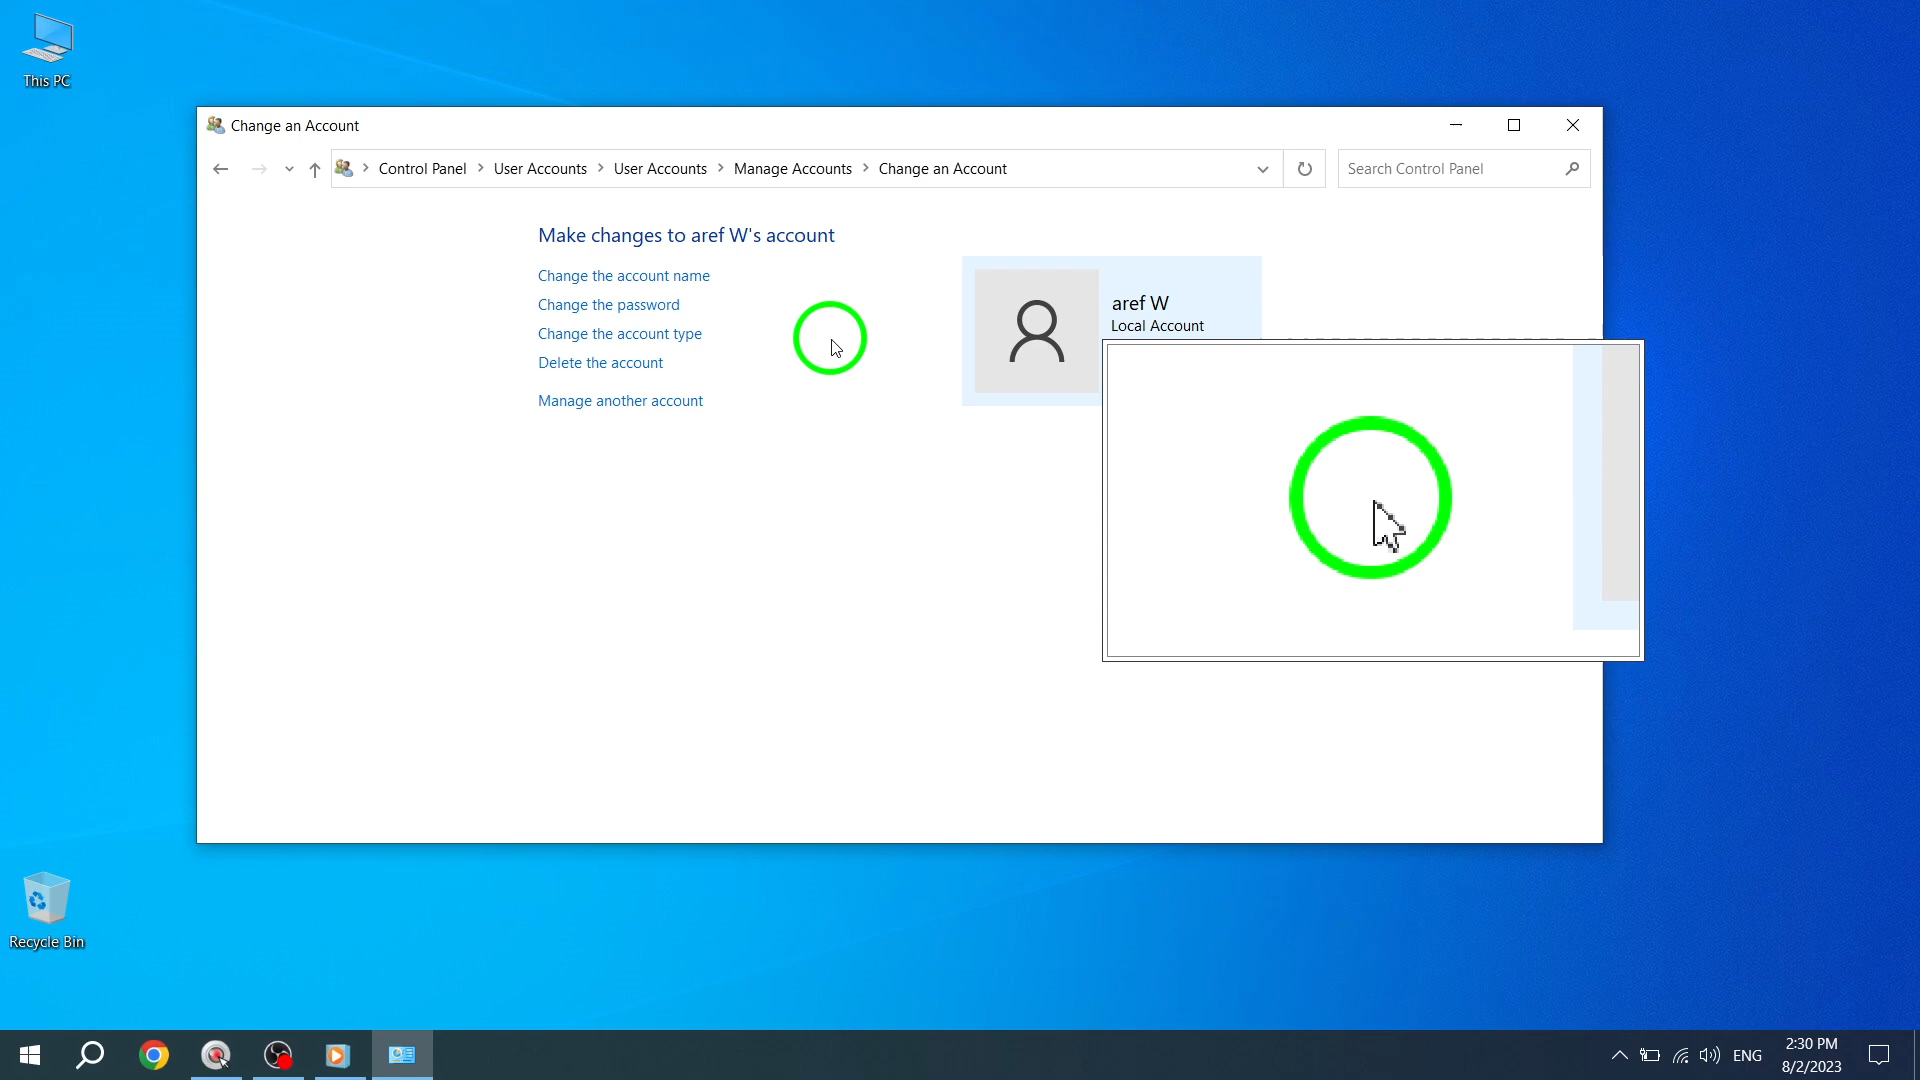 This PC
Change an Account
Control Panel > User Accounts > User Accounts > Manage Accounts > Change an Account
Search Control Panel
Make changes to aref W's account
Change the account name
Change the password
Change the account type
Delete the account
Manage another account
aref W
Local Account
Recycle Bin
ENG
2:30 PM
8/2/2023